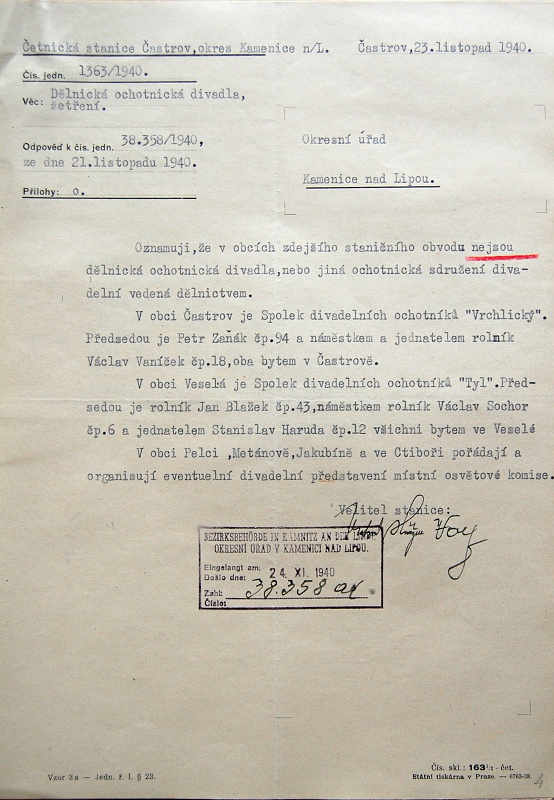 Četnická stanice Častrov,okres Kamenice n/L. Častrov,23.listopad 1940.
Čís. jedn. 1363/1940.
Věc: Dělnická ochotnická divadla,
šetření.
Odpověď k čís. jedn. 38.358/1940,
ze dne 21.listopadu 1940.
Přílohy: 0.
Okresní úřad
Kamenice nad Lipou.
Oznamuji,že v obcích zdejšího staničního obvodu nejsou
dělnická ochotnická divadla,nebo jiná ochotnická sdružení diva-
delní vedená dělnictvem.
V obci Častrov je Spolek divadelních ochotníků "Vrchlický".
Předsedou je Petr Zaňák čp.94 a náměstkem a jednatelem rolník
Václav Vaníček čp.18,oba bytem v Častrově.
V obci Veselá je Spolek divadelních ochotníků "Tyl".Před-
sedou je rolník Jan Blažek čp.43,náměstkem rolník Václav Sochor
čp.6 a jednatelem Stanislav Haruda čp.12 všichni bytem ve Veselé
V obci Pelci ,Metánově,Jakubíně a ve Ctiboři pořádají a
organisují eventuelní divadelní představení místní osvětové komise.
Velitel stanice:
BEZIRKSBEHÖRDE IN KAMNITZ AN DER LINDE
OKRESNÍ ÚŘAD V KAMENICI NAD LIPOU.
Eingelangt am:
Došlo dne: 24. XI. 1940
Zahl: 38.358
Číslo:
Vzor 3a — Jedn. ř. I. § 23.
Čís. skl.: 163 1/2 - čet.
Státní tiskárna v Praze. — 6763-38.
4